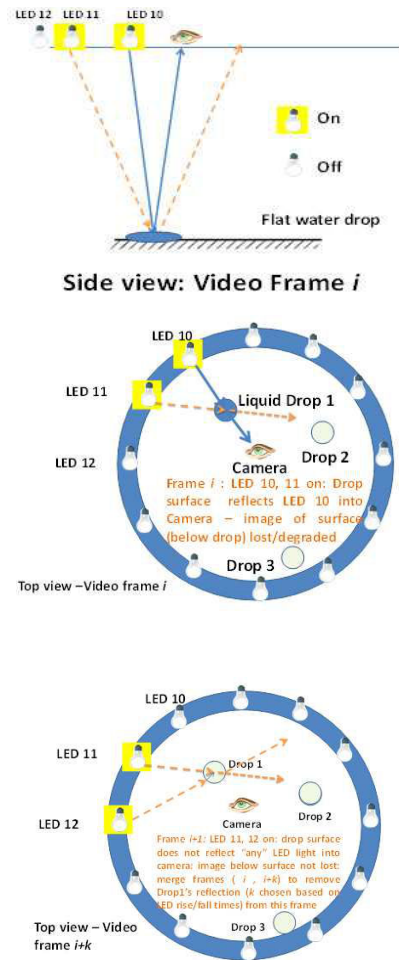 LED 12 LED 11 LED 10
On
Off
Flat water drop
Side view: Video Frame i
LED 10
LED 11
Liquid Drop 1
Drop 2
LED 12
Camera
Frame i : LED 10, 11 on: Drop
surface reflects LED 10 into
Camera – image of surface
(below drop) lost/degraded
Drop 3
Top view –Video frame i
LED 10
LED 11
Drop 1
Drop 2
LED 12
Camera
Frame i+1: LED 11, 12 on: drop surface
does not reflect "any" LED light into
camera: image below surface not lost:
merge frames ( i , i+k) to remove
Drop1's reflection (k chosen based on
LED rise/fall times) from this frame
Drop 3
Top view – Video
frame i+k